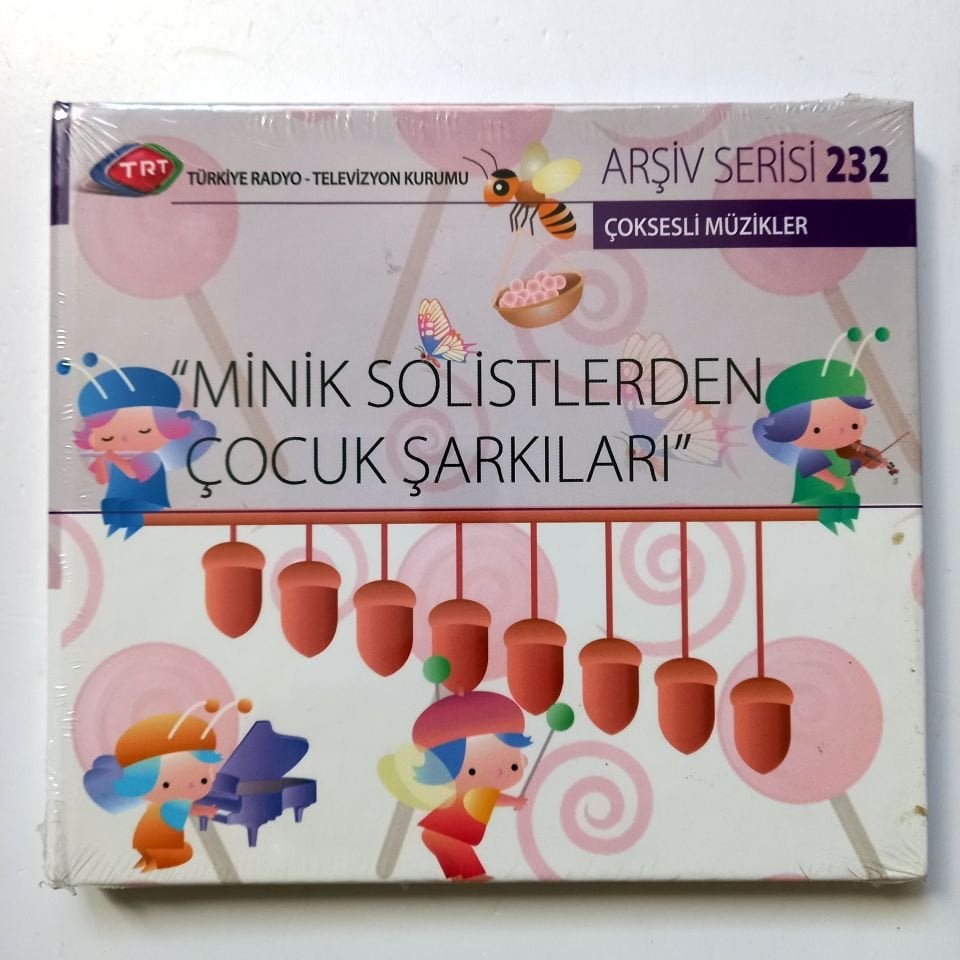 TRT
TÜRKİYE RADYO - TELEVİZYON KURUMU
ARŞİV SERİSİ 232
ÇOKSESLİ MÜZİKLER
“MİNİK SOLİSTLERDEN
ÇOCUK ŞARKILARI”